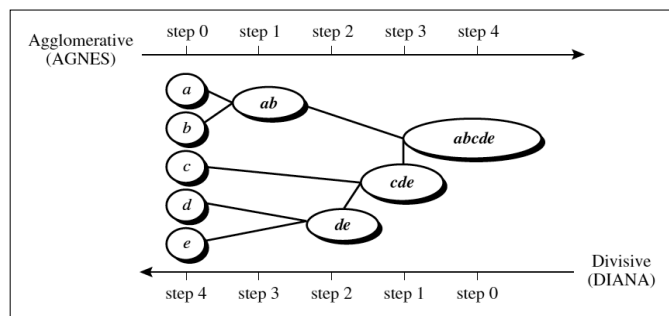 Agglomerative
(AGNES)
step 0 step 1 step 2 step 3 step 4
a
ab
b
abcde
c
cde
d
de
e
Divisive
(DIANA)
step 4 step 3 step 2 step 1 step 0